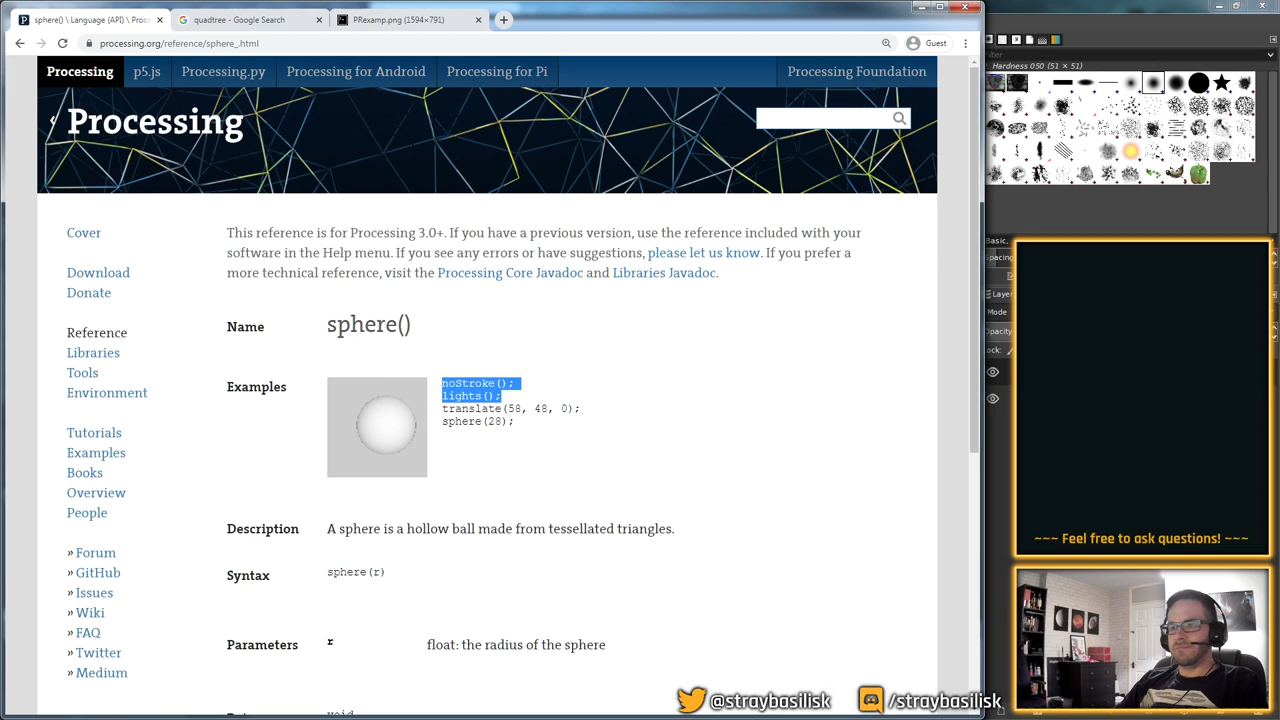 sphere() \ Language (API) \ Proce
quadtree - Google Search
PRexamp.png (1594×791)
processing.org/reference/sphere_.html
Guest
Processing
p5.js
Processing.py
Processing for Android
Processing for Pi
Processing Foundation
Processing
Cover
Download
Donate
Reference
Libraries
Tools
Environment
Tutorials
Examples
Books
Overview
People
» Forum
» GitHub
» Issues
» Wiki
» FAQ
» Twitter
» Medium
This reference is for Processing 3.0+. If you have a previous version, use the reference included with your
software in the Help menu. If you see any errors or have suggestions, please let us know. If you prefer a
more technical reference, visit the Processing Core Javadoc and Libraries Javadoc.
Name
sphere()
Examples
noStroke();
lights();
translate(58, 48, 0);
sphere(28);
Description
A sphere is a hollow ball made from tessellated triangles.
Syntax
sphere(r)
Parameters
r
float: the radius of the sphere
void
Hardness 050 (51 × 51)
Basic,
Spacing
Layer
Mode
Opacity
~~~ Feel free to ask questions! ~~~
@straybasilisk
/straybasilisk